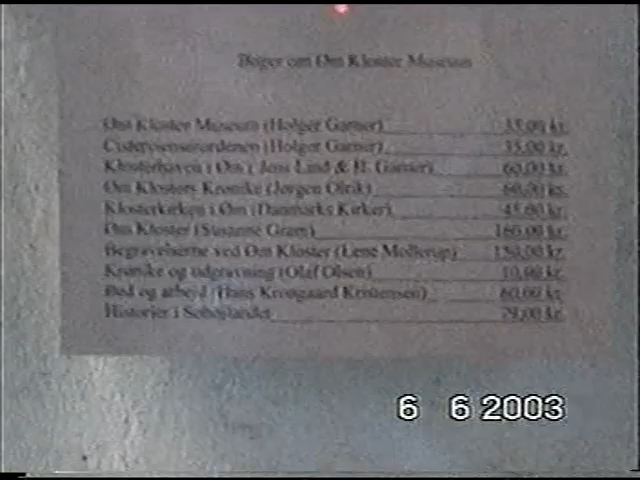 Bøger om Øm Kloster Museum
Øm Kloster Museum (Holger Garner) 35,00 kr.
Cistercienserordenen (Holger Garner) 35,00 kr.
Klosterhaven i Øm ( Jens Lind & H. Garner) 60,00 kr.
Øm Klosters Krønike (Jørgen Olrik) 60,00 kr.
Klosterkirken i Øm (Danmarks Kirker) 45,00 kr.
Øm Kloster (Susanne Gram) 160,00 kr.
Begravelserne ved Øm Kloster (Lene Mollerup) 150,00 kr.
Krønike og udgravning (Olaf Olsen) 10,00 kr.
Bød og arbejd (Hans Krongaard Kristensen) 60,00 kr.
Historier i Søhøjlandet 79,00 kr.
6 6 2003